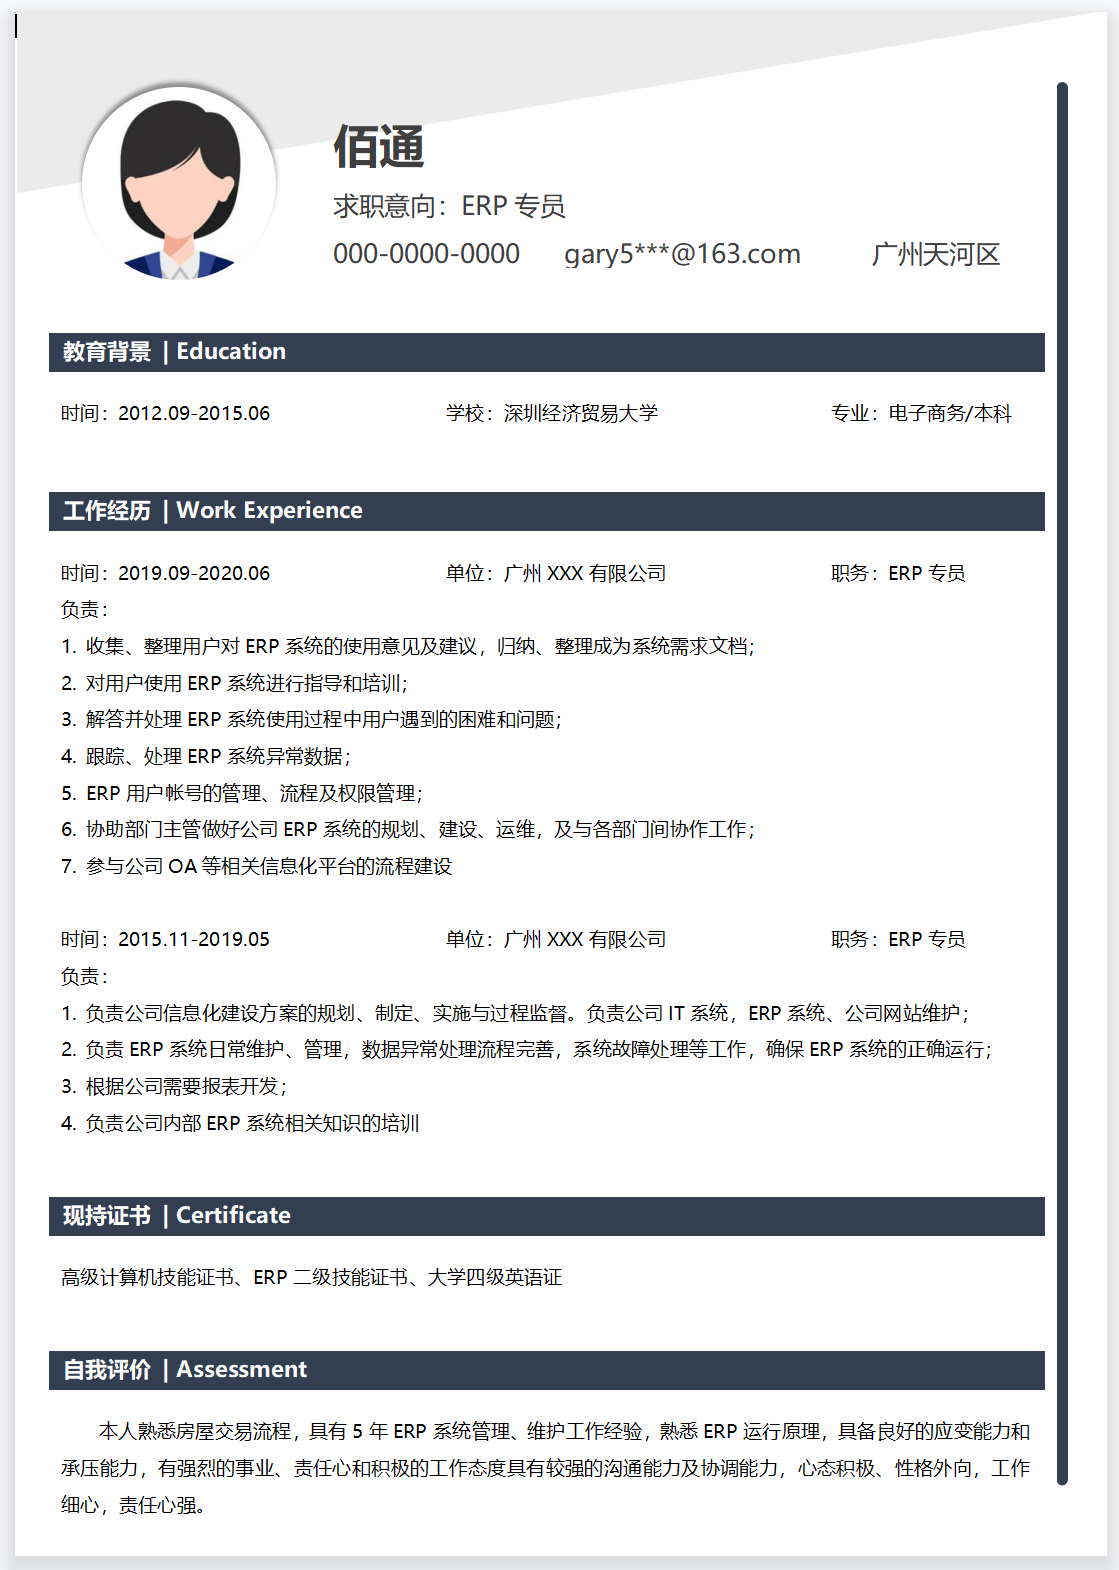 佰通
求职意向：ERP 专员
000-0000-0000 gary5***@163.com 广州天河区
教育背景 | Education
时间：2012.09-2015.06 学校：深圳经济贸易大学 专业：电子商务/本科
工作经历 | Work Experience
时间：2019.09-2020.06 单位：广州 XXX 有限公司 职务：ERP 专员
负责：
1. 收集、整理用户对 ERP 系统的使用意见及建议，归纳、整理成为系统需求文档；
2. 对用户使用 ERP 系统进行指导和培训；
3. 解答并处理 ERP 系统使用过程中用户遇到的困难和问题；
4. 跟踪、处理 ERP 系统异常数据；
5. ERP 用户帐号的管理、流程及权限管理；
6. 协助部门主管做好公司 ERP 系统的规划、建设、运维，及与各部门间协作工作；
7. 参与公司 OA 等相关信息化平台的流程建设
时间：2015.11-2019.05 单位：广州 XXX 有限公司 职务：ERP 专员
负责：
1. 负责公司信息化建设方案的规划、制定、实施与过程监督。负责公司 IT 系统，ERP 系统、公司网站维护；
2. 负责 ERP 系统日常维护、管理，数据异常处理流程完善，系统故障处理等工作，确保 ERP 系统的正确运行；
3. 根据公司需要报表开发；
4. 负责公司内部 ERP 系统相关知识的培训
现持证书 | Certificate
高级计算机技能证书、ERP 二级技能证书、大学四级英语证
自我评价 | Assessment
本人熟悉房屋交易流程，具有 5 年 ERP 系统管理、维护工作经验，熟悉 ERP 运行原理，具备良好的应变能力和
承压能力，有强烈的事业、责任心和积极的工作态度具有较强的沟通能力及协调能力，心态积极、性格外向，工作
细心，责任心强。